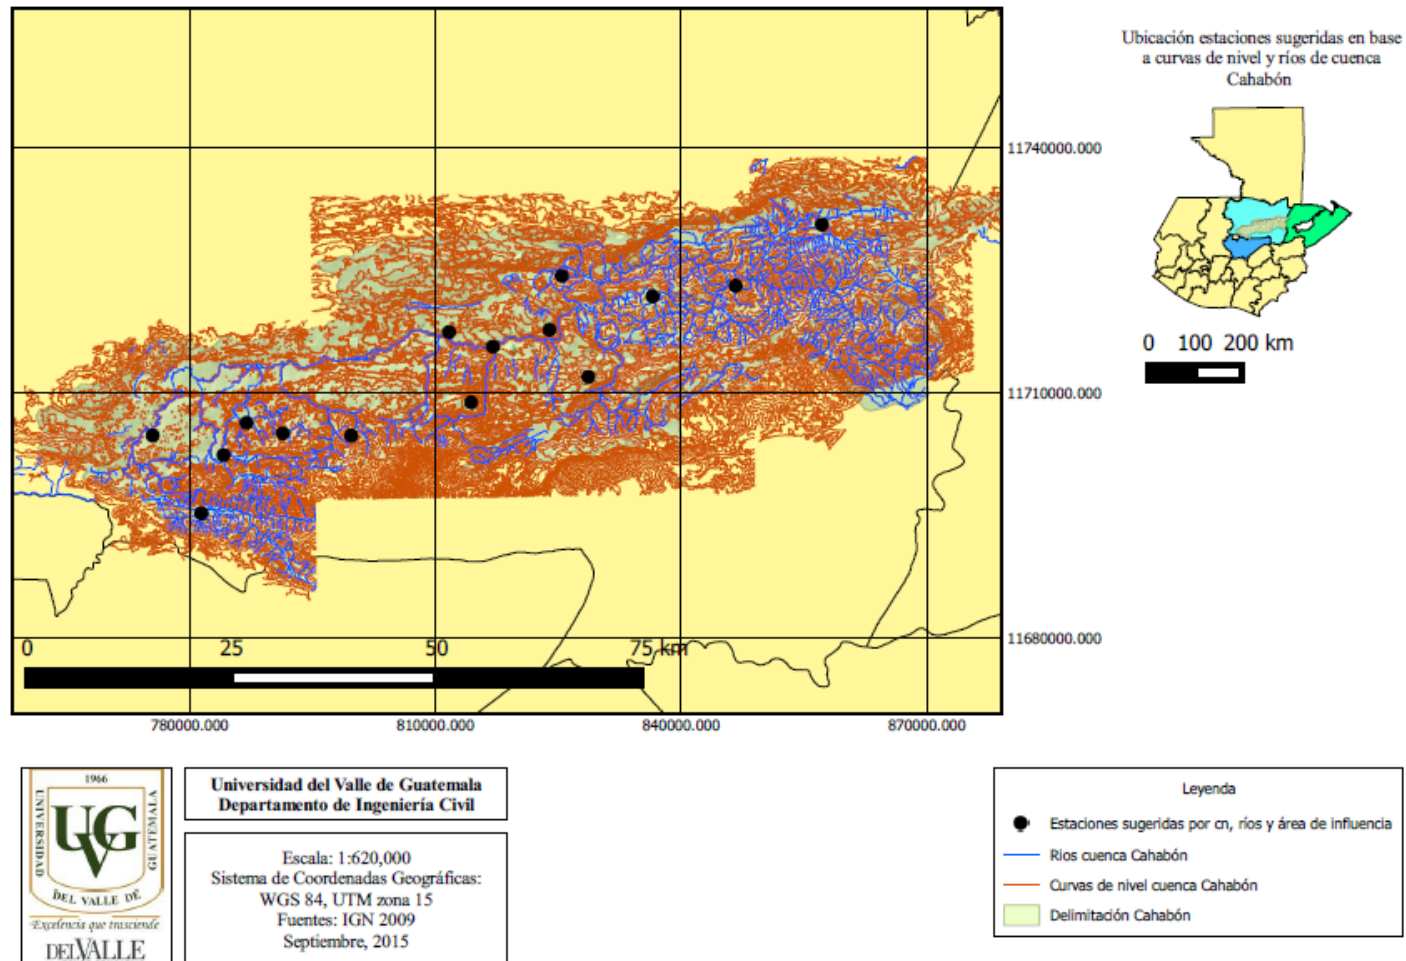 Ubicación estaciones sugeridas en base
a curvas de nivel y ríos de cuenca
Cahabón
11740000.000
0 100 200 km
11710000.000
11680000.000
0 25 50 75 km
780000.000 810000.000 840000.000 870000.000
1966
UNIVERSIDAD
UVG
GUATEMALA
DEL VALLE DE
Excelencia que trasciende
DEL VALLE
Universidad del Valle de Guatemala
Departamento de Ingeniería Civil
Escala: 1:620,000
Sistema de Coordenadas Geográficas:
WGS 84, UTM zona 15
Fuentes: IGN 2009
Septiembre, 2015
Leyenda
Estaciones sugeridas por cn, ríos y área de influencia
Rios cuenca Cahabón
Curvas de nivel cuenca Cahabón
Delimitación Cahabón